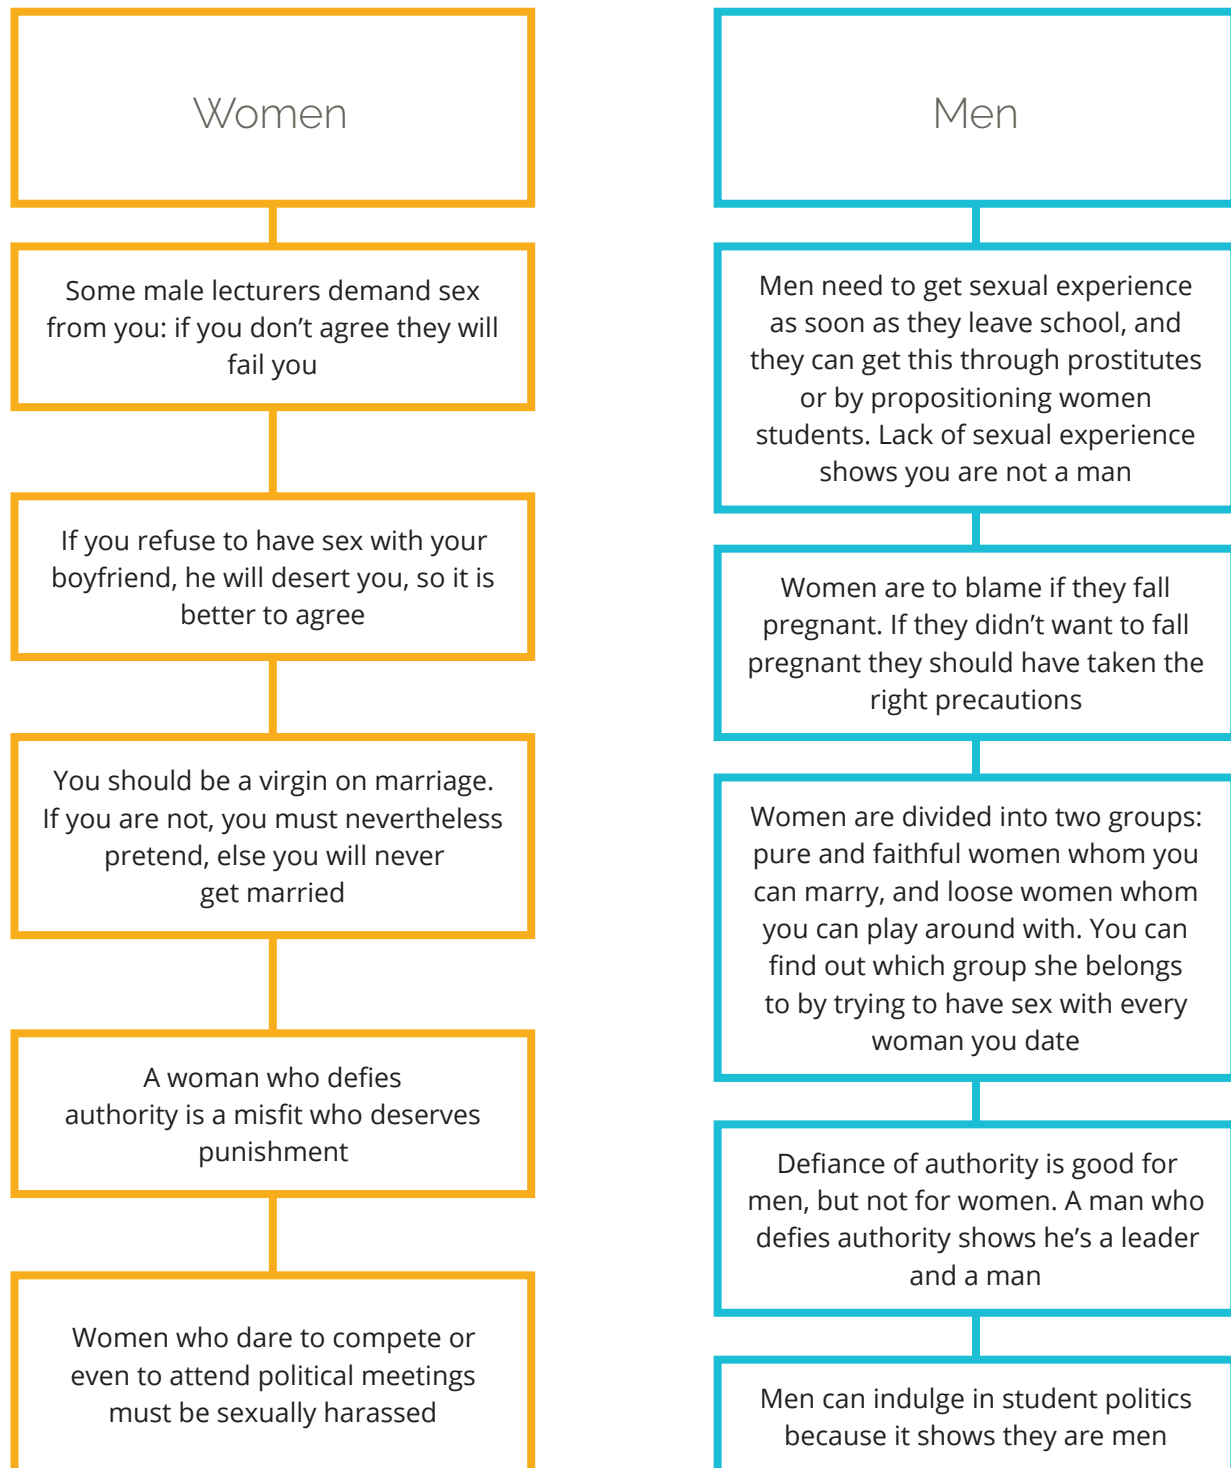 Women
Some male lecturers demand sex
from you: if you don’t agree they will
fail you
If you refuse to have sex with your
boyfriend, he will desert you, so it is
better to agree
You should be a virgin on marriage.
If you are not, you must nevertheless
pretend, else you will never
get married
A woman who defies
authority is a misfit who deserves
punishment
Women who dare to compete or
even to attend political meetings
must be sexually harassed
Men
Men need to get sexual experience
as soon as they leave school, and
they can get this through prostitutes
or by propositioning women
students. Lack of sexual experience
shows you are not a man
Women are to blame if they fall
pregnant. If they didn’t want to fall
pregnant they should have taken the
right precautions
Women are divided into two groups:
pure and faithful women whom you
can marry, and loose women whom
you can play around with. You can
find out which group she belongs
to by trying to have sex with every
woman you date
Defiance of authority is good for
men, but not for women. A man who
defies authority shows he’s a leader
and a man
Men can indulge in student politics
because it shows they are men